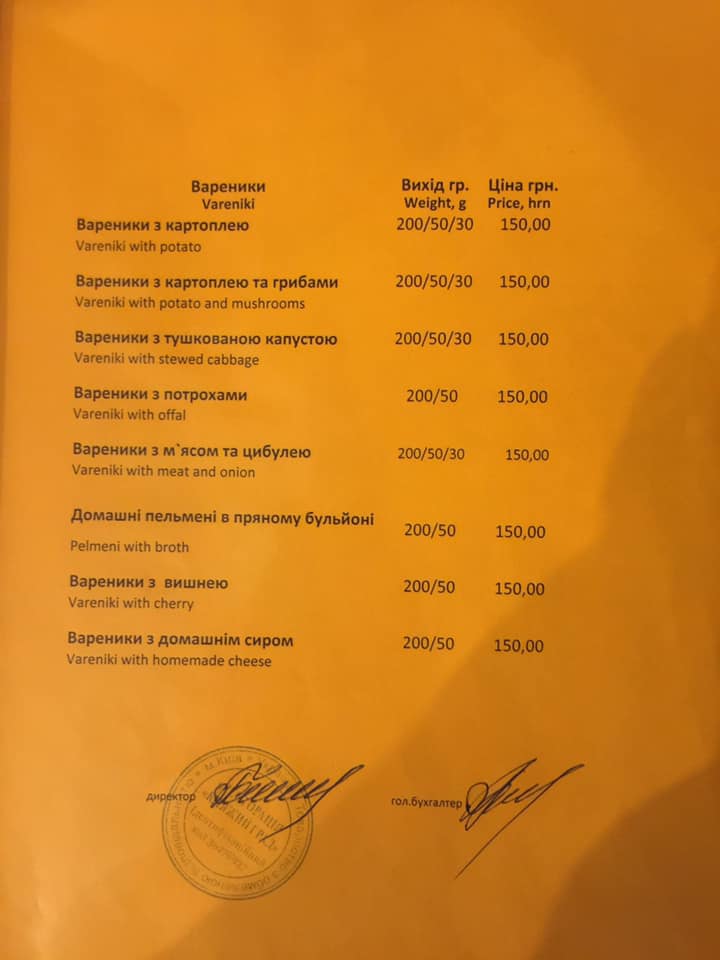 Вареники Вихід гр. Ціна грн.
Vareniki Weight, g Price, hrn
Вареники з картоплею 200/50/30 150,00
Vareniki with potato
Вареники з картоплею та грибами 200/50/30 150,00
Vareniki with potato and mushrooms
Вареники з тушкованою капустою 200/50/30 150,00
Vareniki with stewed cabbage
Вареники з потрохами 200/50 150,00
Vareniki with offal
Вареники з м`ясом та цибулею 200/50/30 150,00
Vareniki with meat and onion
Домашні пельмені в пряному бульйоні 200/50 150,00
Pelmeni with broth
Вареники з вишнею 200/50 150,00
Vareniki with cherry
Вареники з домашнім сиром 200/50 150,00
Vareniki with homemade cheese
директор гол.бухгалтер
м.Київ